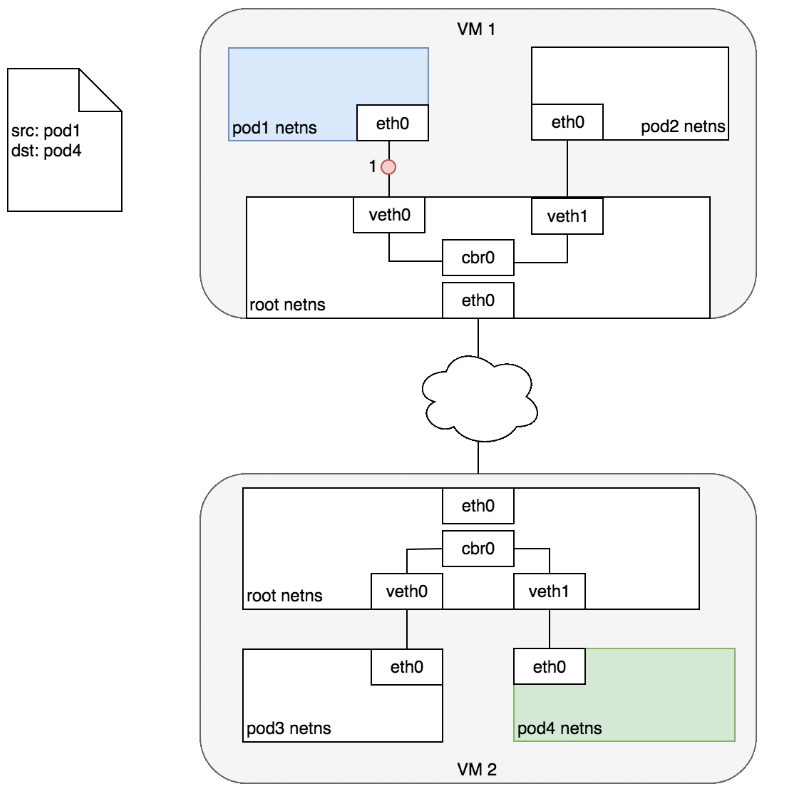 VM 1
src: pod1
dst: pod4
eth0
pod1 netns
eth0
pod2 netns
1
veth0
veth1
cbr0
eth0
root netns
eth0
cbr0
root netns
veth0
veth1
eth0
pod3 netns
eth0
pod4 netns
VM 2